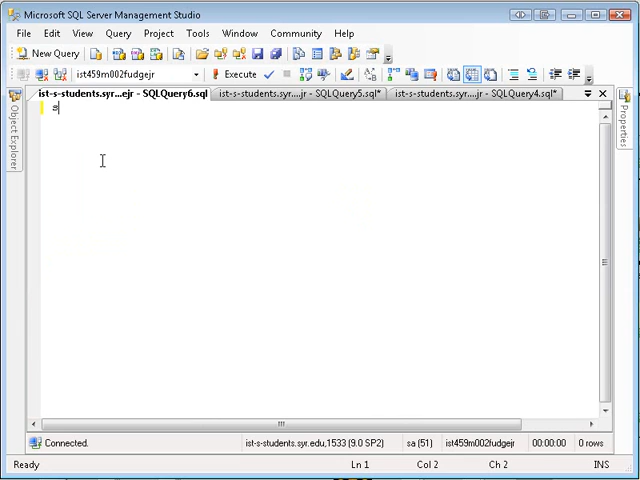 Microsoft SQL Server Management Studio
File Edit View Query Project Tools Window Community Help
New Query
ist459m002fudgejr Execute
ist-s-students.syr...ejr - SQLQuery6.sql ist-s-students.syr....jr - SQLQuery5.sql* ist-s-students.syr....jr - SQLQuery4.sql*
s
Object Explorer
Properties
Connected. ist-s-students.syr.edu,1533 (9.0 SP2) sa (51) ist459m002fudgejr 00:00:00 0 rows
Ready Ln 1 Col 2 Ch 2 INS